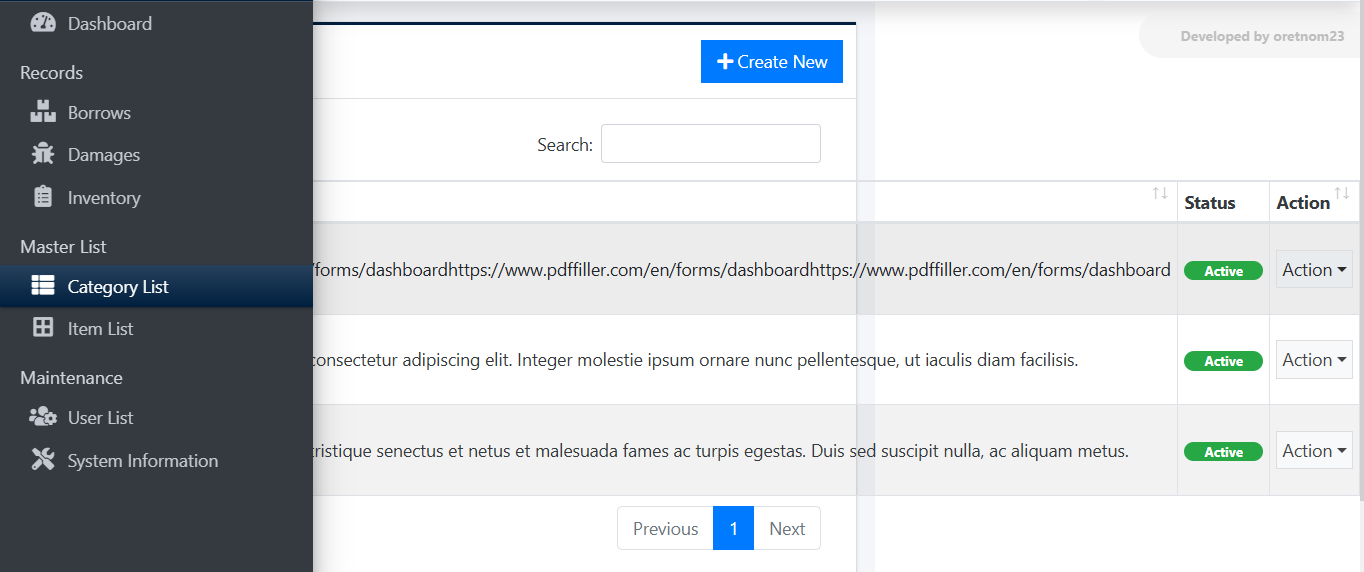 Dashboard
Developed by oretnom23
Create New
Records
Borrows
Search:
Damages
Inventory
Status
Action
Master List
/forms/dashboardhttps://www.pdffiller.com/en/forms/dashboardhttps://www.pdffiller.com/en/forms/dashboard
Active
Action
Category List
Item List
consectetur adipiscing elit. Integer molestie ipsum ornare nunc pellentesque, ut iaculis diam facilisis.
Active
Action
Maintenance
User List
tristique senectus et netus et malesuada fames ac turpis egestas. Duis sed suscipit nulla, ac aliquam metus.
Active
Action
System Information
Previous
1
Next